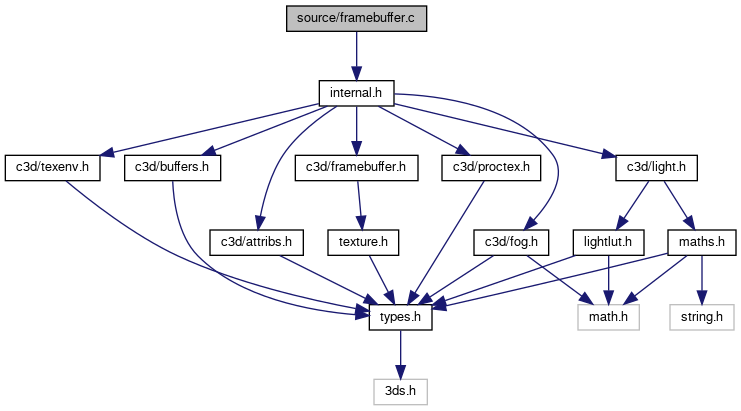 source/framebuffer.c
internal.h
c3d/texenv.h
c3d/buffers.h
c3d/framebuffer.h
c3d/proctex.h
c3d/light.h
c3d/attribs.h
texture.h
c3d/fog.h
lightlut.h
maths.h
types.h
math.h
string.h
3ds.h